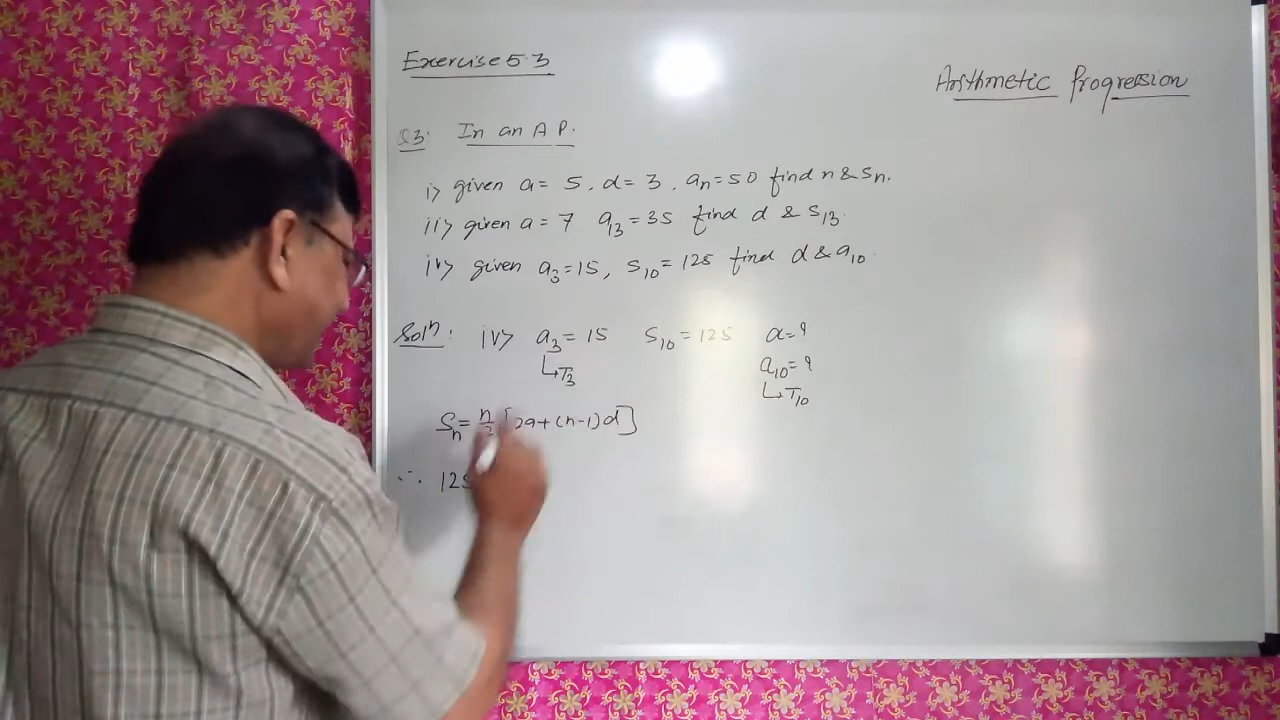 Exercise 5.3
Arithmetic Progression
Q3: In an A P.
i> given a = 5, d = 3, an = 50 find n & Sn.
ii> given a = 7 a13 = 35 find d & S13.
iv> given a3 = 15, S10 = 125 find d & a10.
Solⁿ: iv> a3 = 15 S10 = 125 d = ?
↳T3 a10 = ?
↳T10
Sn = n/2 [2a + (n-1)d]
∴ 125